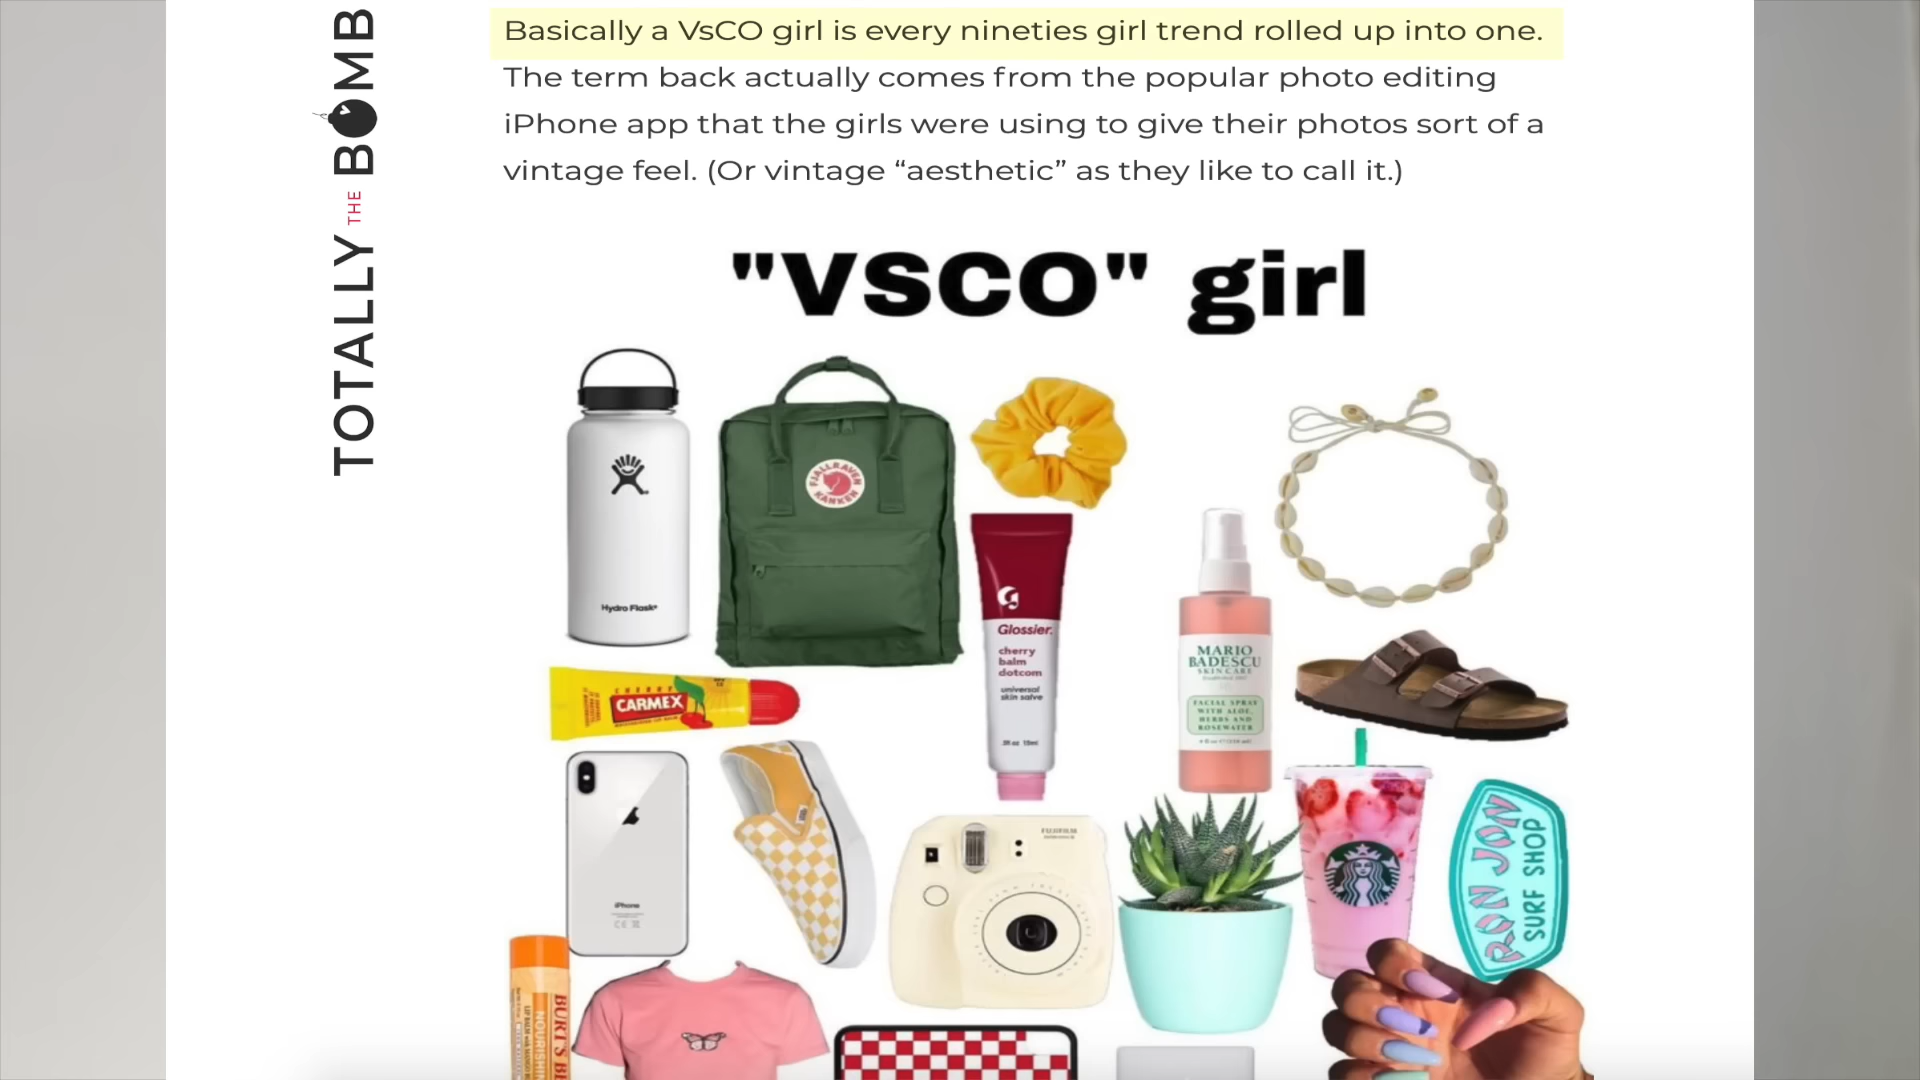 Basically a VsCO girl is every nineties girl trend rolled up into one.
The term back actually comes from the popular photo editing
iPhone app that the girls were using to give their photos sort of a
vintage feel. (Or vintage “aesthetic” as they like to call it.)
TOTALLY THE BOMB
"VSCO" girl
FJALLRAVEN
KANKEN
Hydro Flask
Glossier.
cherry
balm
dotcom
universal
skin salve
MARIO
BADESCU
SKIN CARE
FACIAL SPRAY
WITH ALOE,
HERBS AND
ROSEWATER
CHERRY
CARMEX
iPhone
FUJIFILM
RON JON
SURF SHOP
BURT'S B
NOURISHIN
LIP BALM